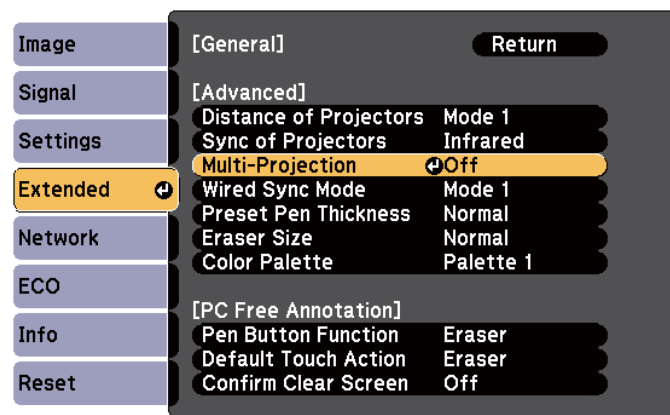 Image
Signal
Settings
Extended
Network
ECO
Info
Reset
[General] Return
[Advanced]
Distance of Projectors Mode 1
Sync of Projectors Infrared
Multi-Projection Off
Wired Sync Mode Mode 1
Preset Pen Thickness Normal
Eraser Size Normal
Color Palette Palette 1
[PC Free Annotation]
Pen Button Function Eraser
Default Touch Action Eraser
Confirm Clear Screen Off